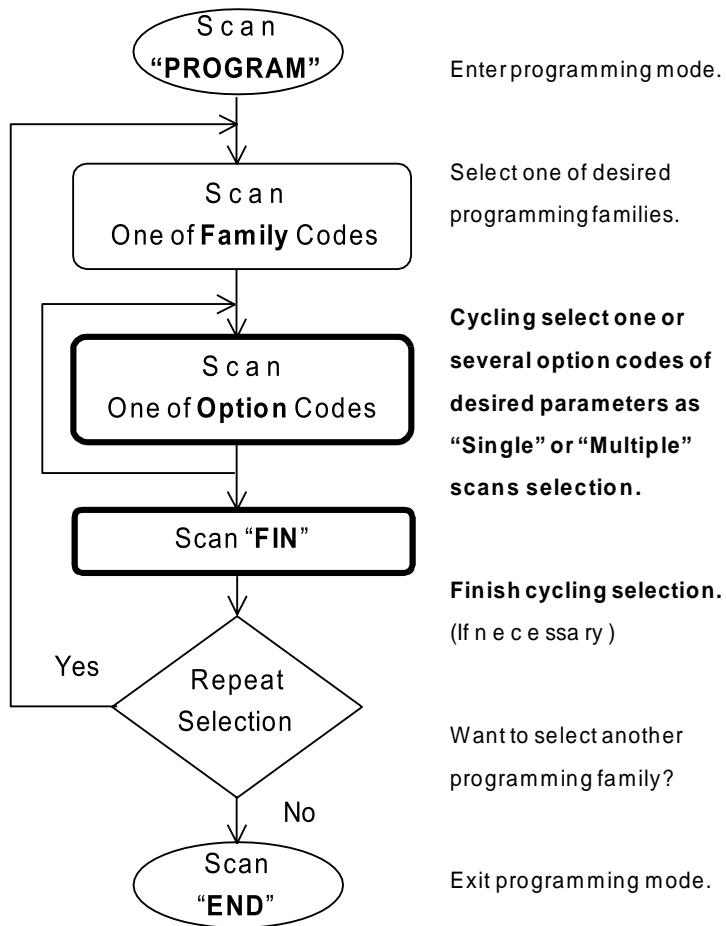 Scan
“PROGRAM”
Enter programming mode.
Scan
One of Family Codes
Select one of desired
programming families.
Scan
One of Option Codes
Cycling select one or
several option codes of
desired parameters as
“Single” or “Multiple”
scans selection.
Scan “FIN”
Finish cycling selection.
(If necessary)
Yes
Repeat
Selection
Want to select another
programming family?
No
Scan
“END”
Exit programming mode.